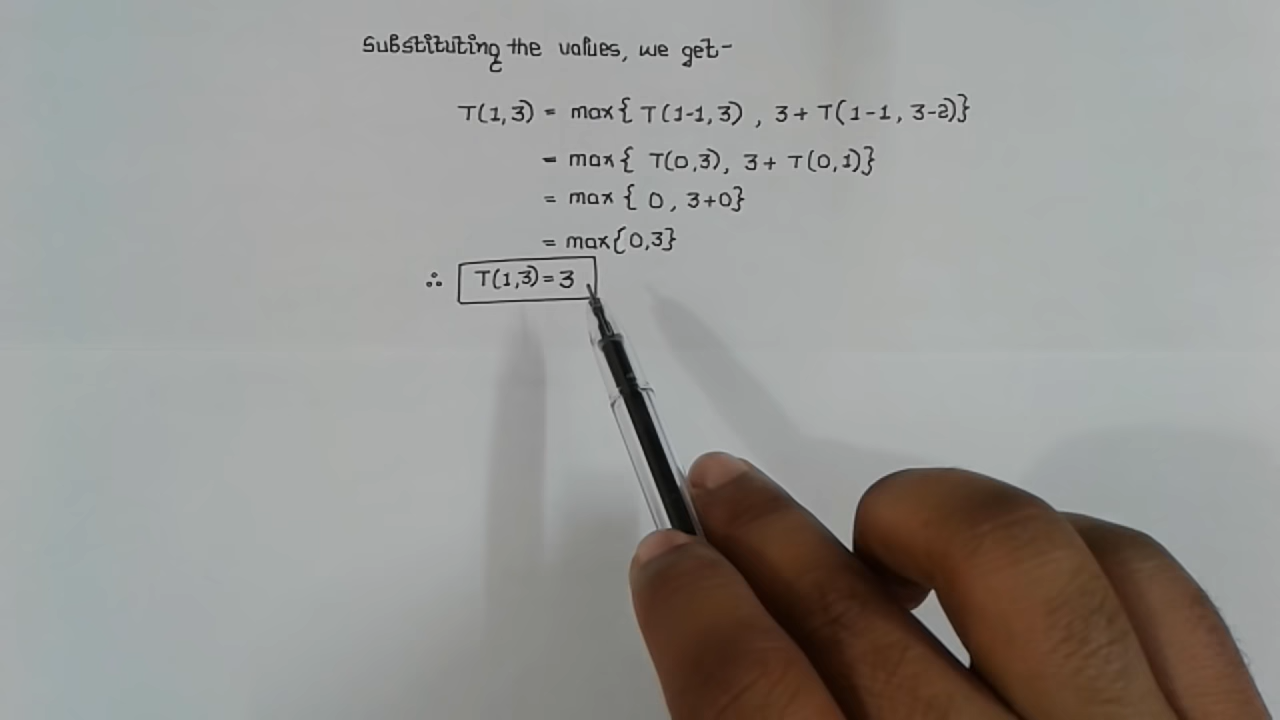 Substituting the values, we get-
T(1,3) = max{ T(1-1,3) , 3+ T(1-1, 3-2)}
= max{ T(0,3), 3+ T(0,1)}
= max { 0, 3+0}
= max{0,3}
∴ T(1,3)=3